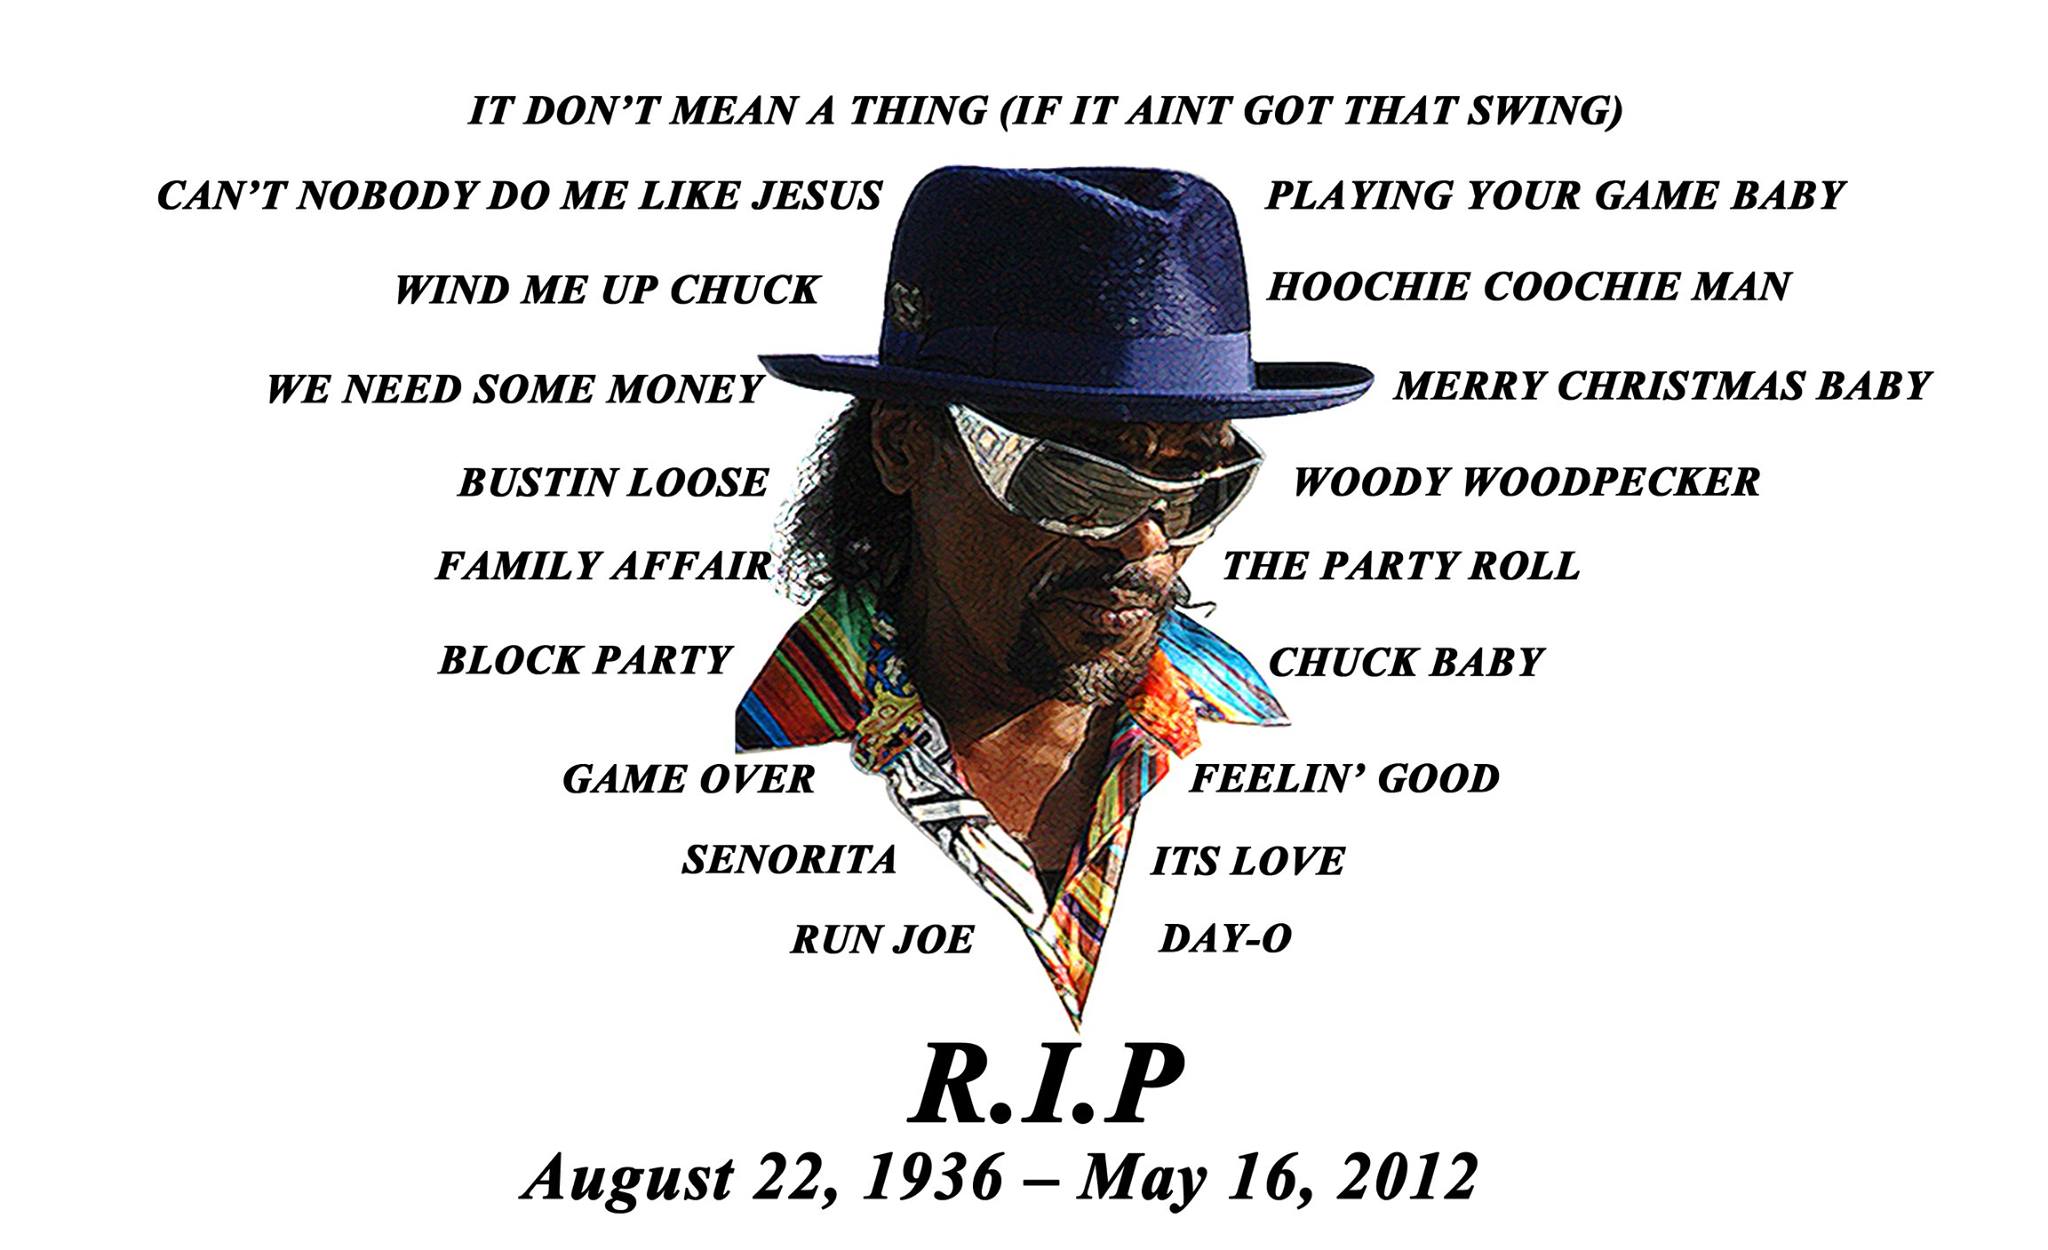 IT DON’T MEAN A THING (IF IT AINT GOT THAT SWING)
CAN’T NOBODY DO ME LIKE JESUS
PLAYING YOUR GAME BABY
WIND ME UP CHUCK
HOOCHIE COOCHIE MAN
WE NEED SOME MONEY
MERRY CHRISTMAS BABY
BUSTIN LOOSE
WOODY WOODPECKER
FAMILY AFFAIR
THE PARTY ROLL
BLOCK PARTY
CHUCK BABY
GAME OVER
FEELIN’ GOOD
SENORITA
ITS LOVE
RUN JOE
DAY-O
R.I.P
August 22, 1936 – May 16, 2012